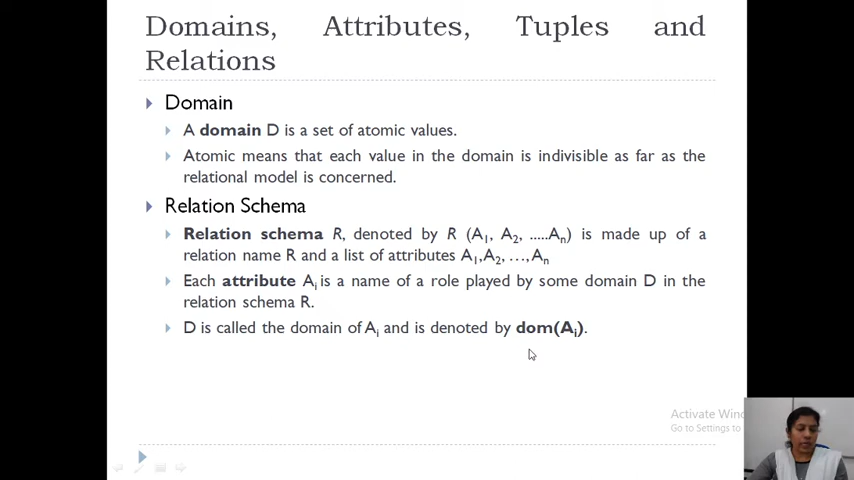 Domains, Attributes, Tuples and
Relations
Domain
A domain D is a set of atomic values.
Atomic means that each value in the domain is indivisible as far as the
relational model is concerned.
Relation Schema
Relation schema R, denoted by R (A1, A2, .....An) is made up of a
relation name R and a list of attributes A1,A2, …,An
Each attribute Ai is a name of a role played by some domain D in the
relation schema R.
D is called the domain of Ai and is denoted by dom(Ai).
Activate Win
Go to Settings to